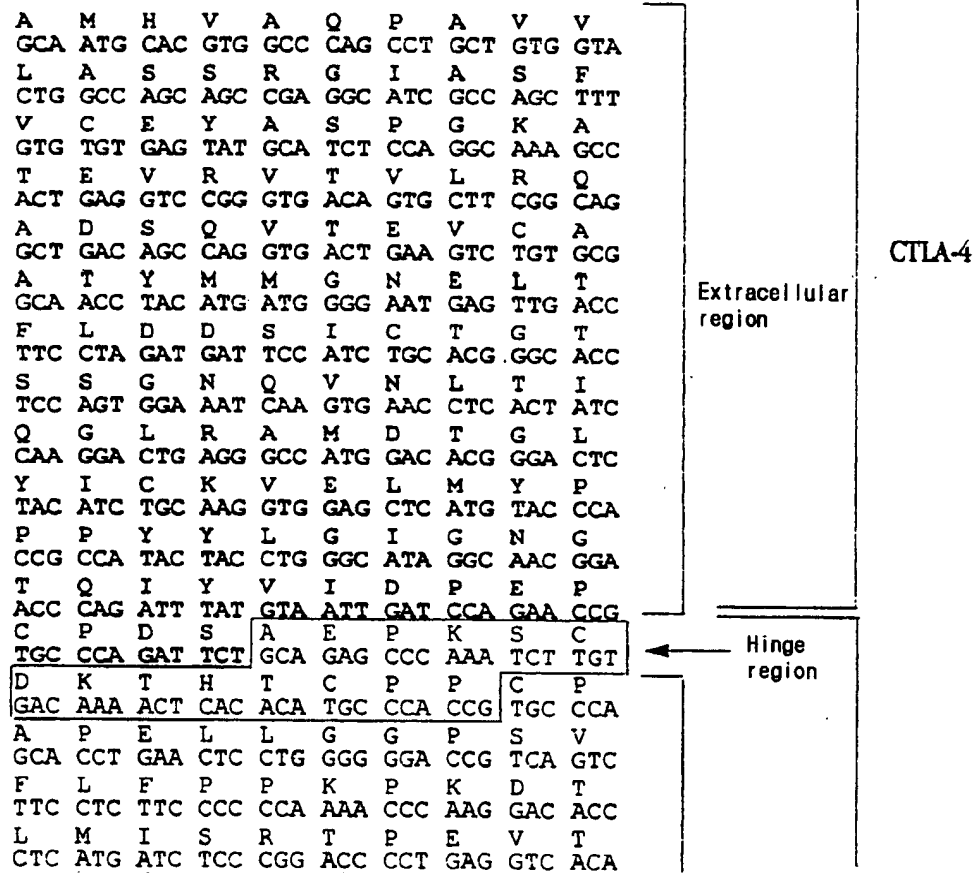 A M H V A Q P A V V
GCA ATG CAC GTG GCC CAG CCT GCT GTG GTA
L A S S R G I A S F
CTG GCC AGC AGC CGA GGC ATC GCC AGC TTT
V C E Y A S P G K A
GTG TGT GAG TAT GCA TCT CCA GGC AAA GCC
T E V R V T V L R Q
ACT GAG GTC CGG GTG ACA GTG CTT CGG CAG
A D S Q V T E V C A
GCT GAC AGC CAG GTG ACT GAA GTC TGT GCG
A T Y M M G N E L T
GCA ACC TAC ATG ATG GGG AAT GAG TTG ACC
F L D D S I C T G T
TTC CTA GAT GAT TCC ATC TGC ACG GGC ACC
S S G N Q V N L T I
TCC AGT GGA AAT CAA GTG AAC CTC ACT ATC
Q G L R A M D T G L
CAA GGA CTG AGG GCC ATG GAC ACG GGA CTC
Y I C K V E L M Y P
TAC ATC TGC AAG GTG GAG CTC ATG TAC CCA
P P Y Y L G I G N G
CCG CCA TAC TAC CTG GGC ATA GGC AAC GGA
T Q I Y V I D P E P
ACC CAG ATT TAT GTA ATT GAT CCA GAA CCG
C P D S A E P K S C
TGC CCA GAT TCT GCA GAG CCC AAA TCT TGT
D K T H T C P P C P
GAC AAA ACT CAC ACA TGC CCA CCG TGC CCA
A P E L L G G P S V
GCA CCT GAA CTC CTG GGG GGA CCG TCA GTC
F L F P P K P K D T
TTC CTC TTC CCC CCA AAA CCC AAG GAC ACC
L M I S R T P E V T
CTC ATG ATC TCC CGG ACC CCT GAG GTC ACA
Extracellular
region
CTLA-4
Hinge
region